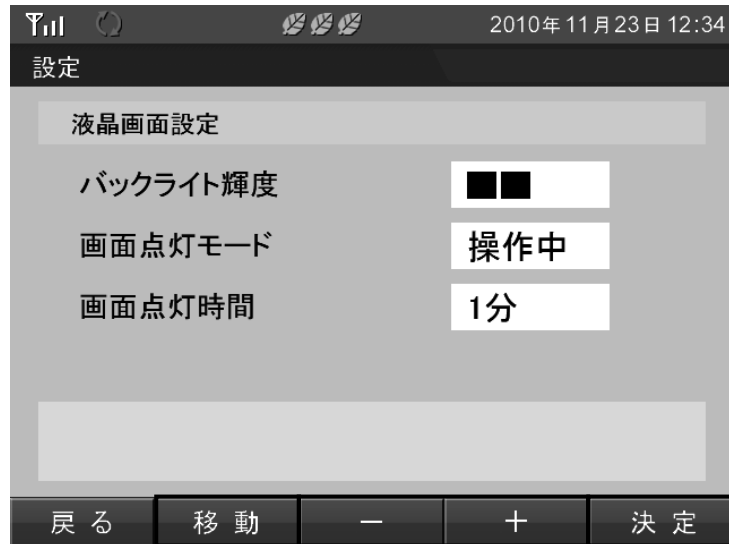 2010年11月23日 12:34
設定
液晶画面設定
バックライト輝度 ■■
画面点灯モード 操作中
画面点灯時間 1分
戻る 移動 － ＋ 決定